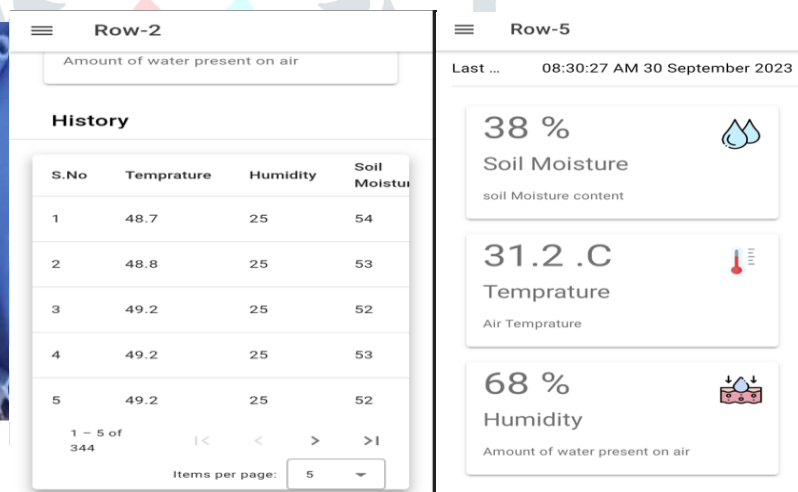 Row-2
Amount of water present on air
History
S.No Temprature Humidity Soil Moistur
1 48.7 25 54
2 48.8 25 53
3 49.2 25 52
4 49.2 25 53
5 49.2 25 52
1 – 5 of
344
|< < > >|
Items per page: 5
Row-5
Last ... 08:30:27 AM 30 September 2023
38 %
Soil Moisture
soil Moisture content
31.2 .C
Temprature
Air Temprature
68 %
Humidity
Amount of water present on air